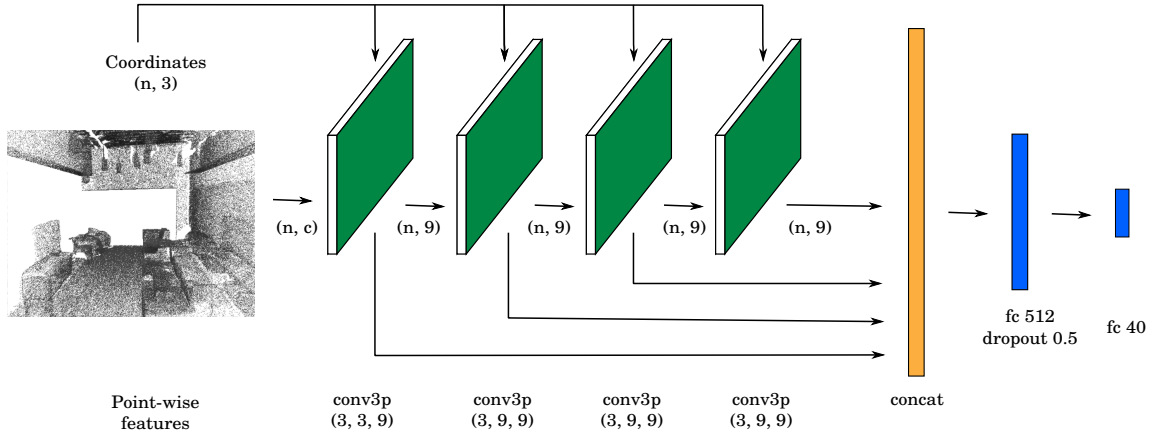 Coordinates
(n, 3)
(n, c)
(n, 9)
(n, 9)
(n, 9)
(n, 9)
fc 512
dropout 0.5
fc 40
Point-wise
features
conv3p
(3, 3, 9)
conv3p
(3, 9, 9)
conv3p
(3, 9, 9)
conv3p
(3, 9, 9)
concat